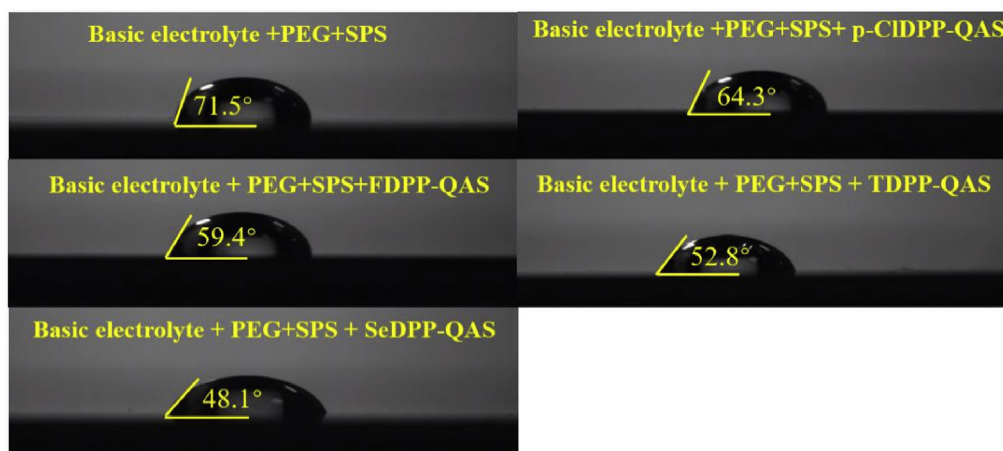 Basic electrolyte +PEG+SPS
71.5°
Basic electrolyte +PEG+SPS+ p-ClDPP-QAS
64.3°
Basic electrolyte + PEG+SPS+FDPP-QAS
59.4°
Basic electrolyte + PEG+SPS + TDPP-QAS
52.8°
Basic electrolyte + PEG+SPS + SeDPP-QAS
48.1°